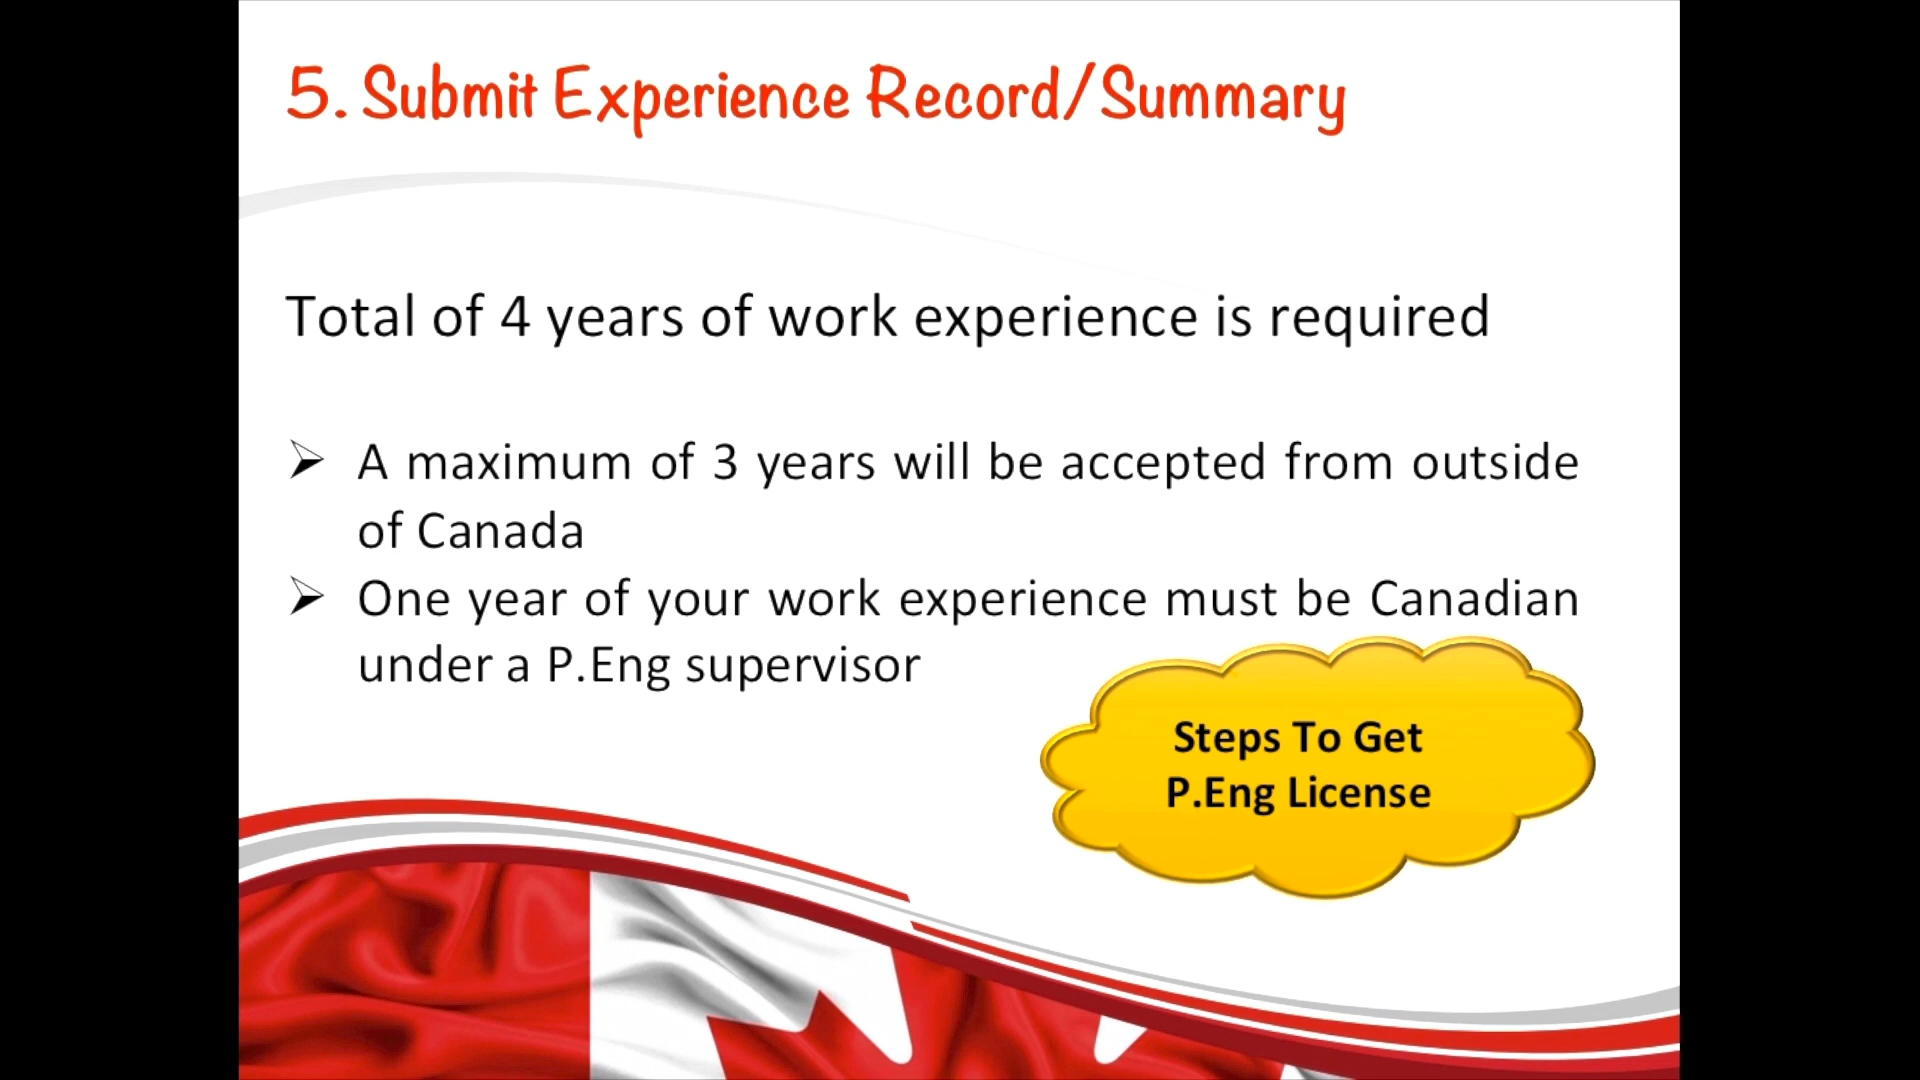 5. Submit Experience Record/Summary
Total of 4 years of work experience is required
➢ A maximum of 3 years will be accepted from outside
of Canada
➢ One year of your work experience must be Canadian
under a P.Eng supervisor
Steps To Get
P.Eng License